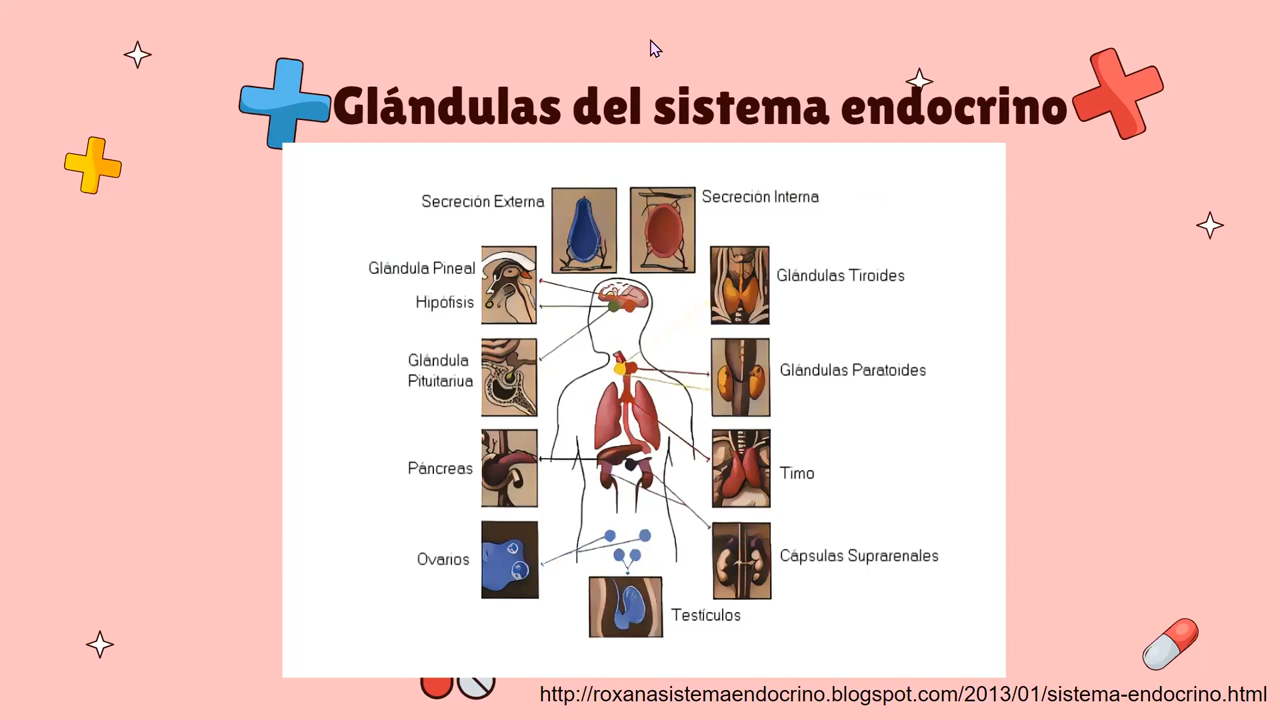 Glándulas del sistema endocrino
Secreción Externa
Secreción Interna
Glándula Pineal
Hipófisis
Glándulas Tiroides
Glándula
Pituitariua
Glándulas Paratoides
Páncreas
Timo
Ovarios
Cápsulas Suprarenales
Testículos
http://roxanasistemaendocrino.blogspot.com/2013/01/sistema-endocrino.html